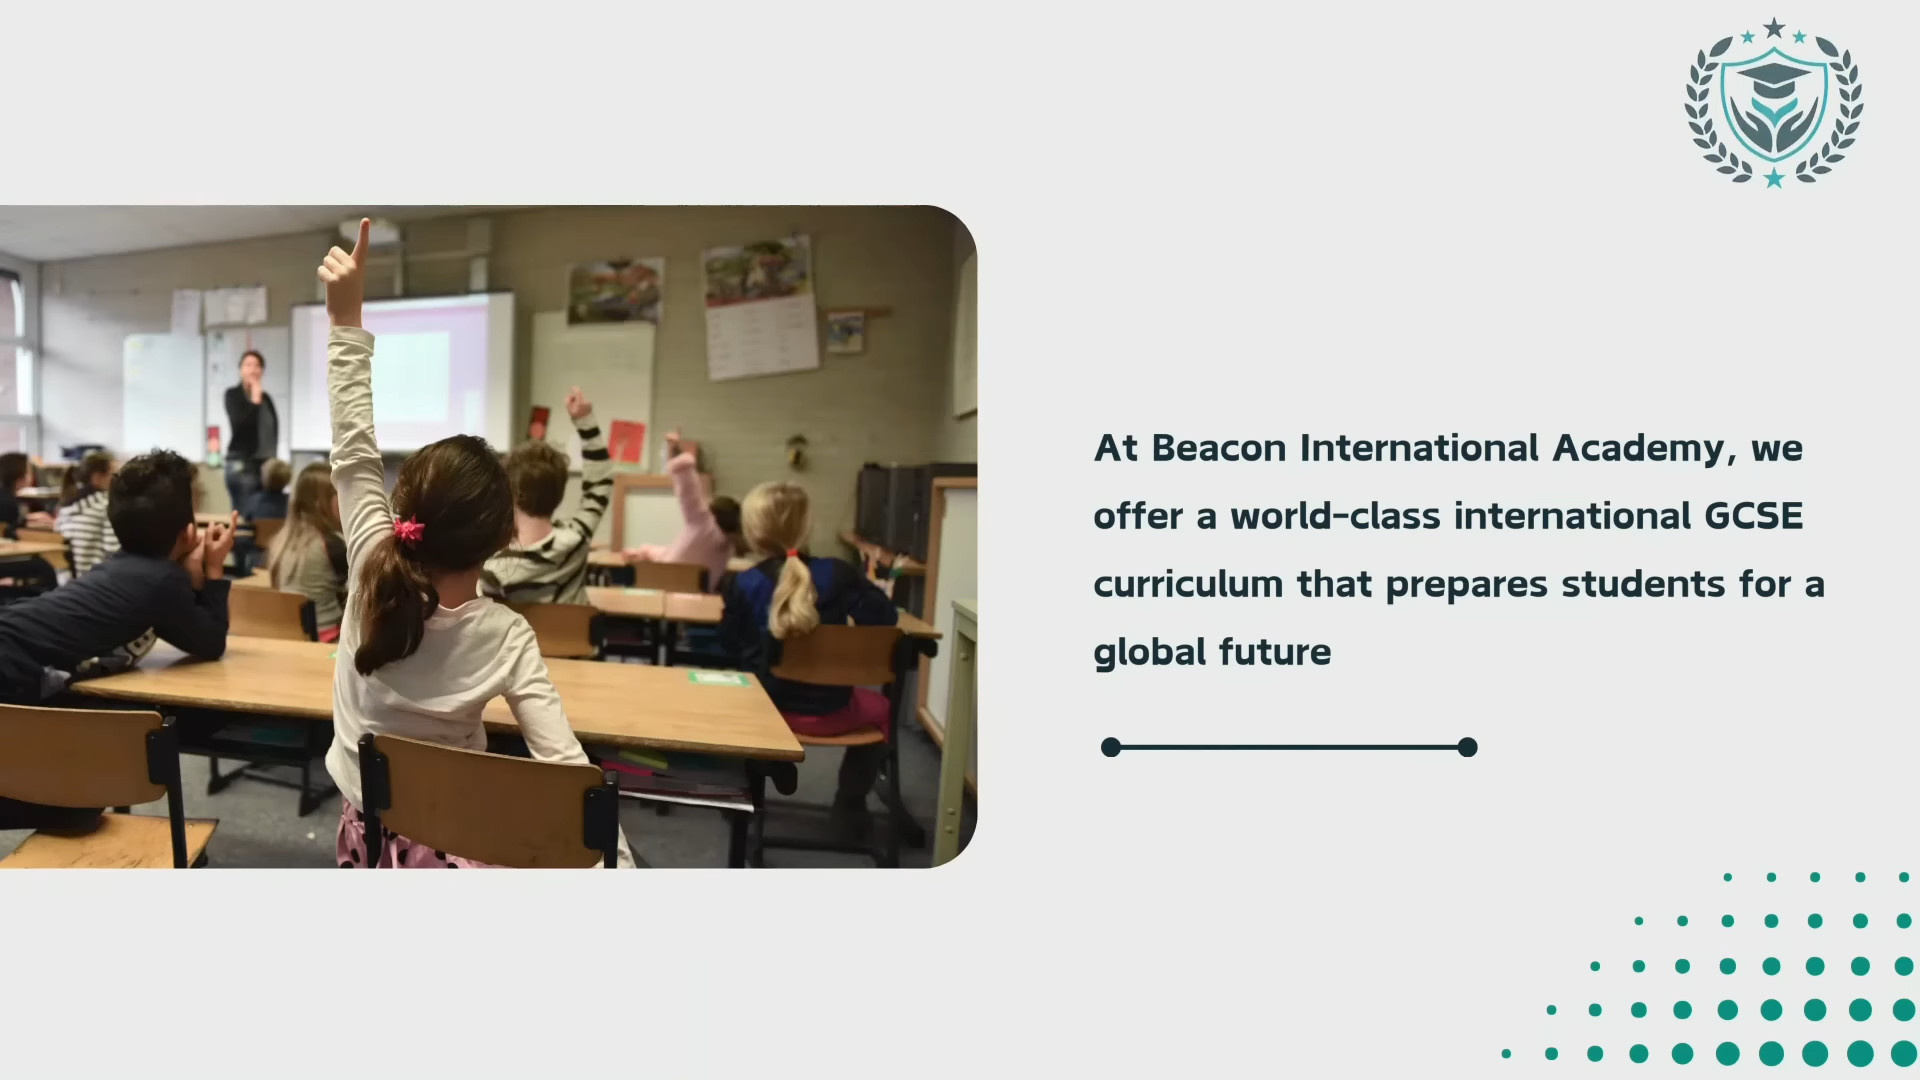 At Beacon International Academy, we
offer a world-class international GCSE
curriculum that prepares students for a
global future